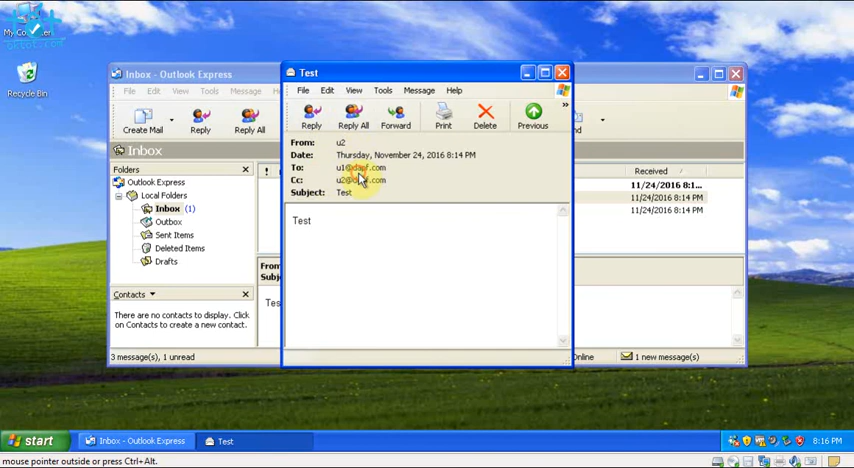 My Computer
oktot.com
Recycle Bin
Inbox - Outlook Express
File Edit View Tools Message Help
Create Mail Reply Reply All
Inbox
Folders
Outlook Express
Local Folders
Inbox (1)
Outbox
Sent Items
Deleted Items
Drafts
Contacts
There are no contacts to display. Click
on Contacts to create a new contact.
3 message(s), 1 unread
! Received
11/24/2016 8:1...
11/24/2016 8:14 PM
11/24/2016 8:14 PM
1 new message(s)
Test
File Edit View Tools Message Help
Reply Reply All Forward Print Delete Previous »
From: u2
Date: Thursday, November 24, 2016 8:14 PM
To:
Cc:
Subject: Test
Test
start Inbox - Outlook Express Test 8:16 PM
mouse pointer outside or press Ctrl+Alt.